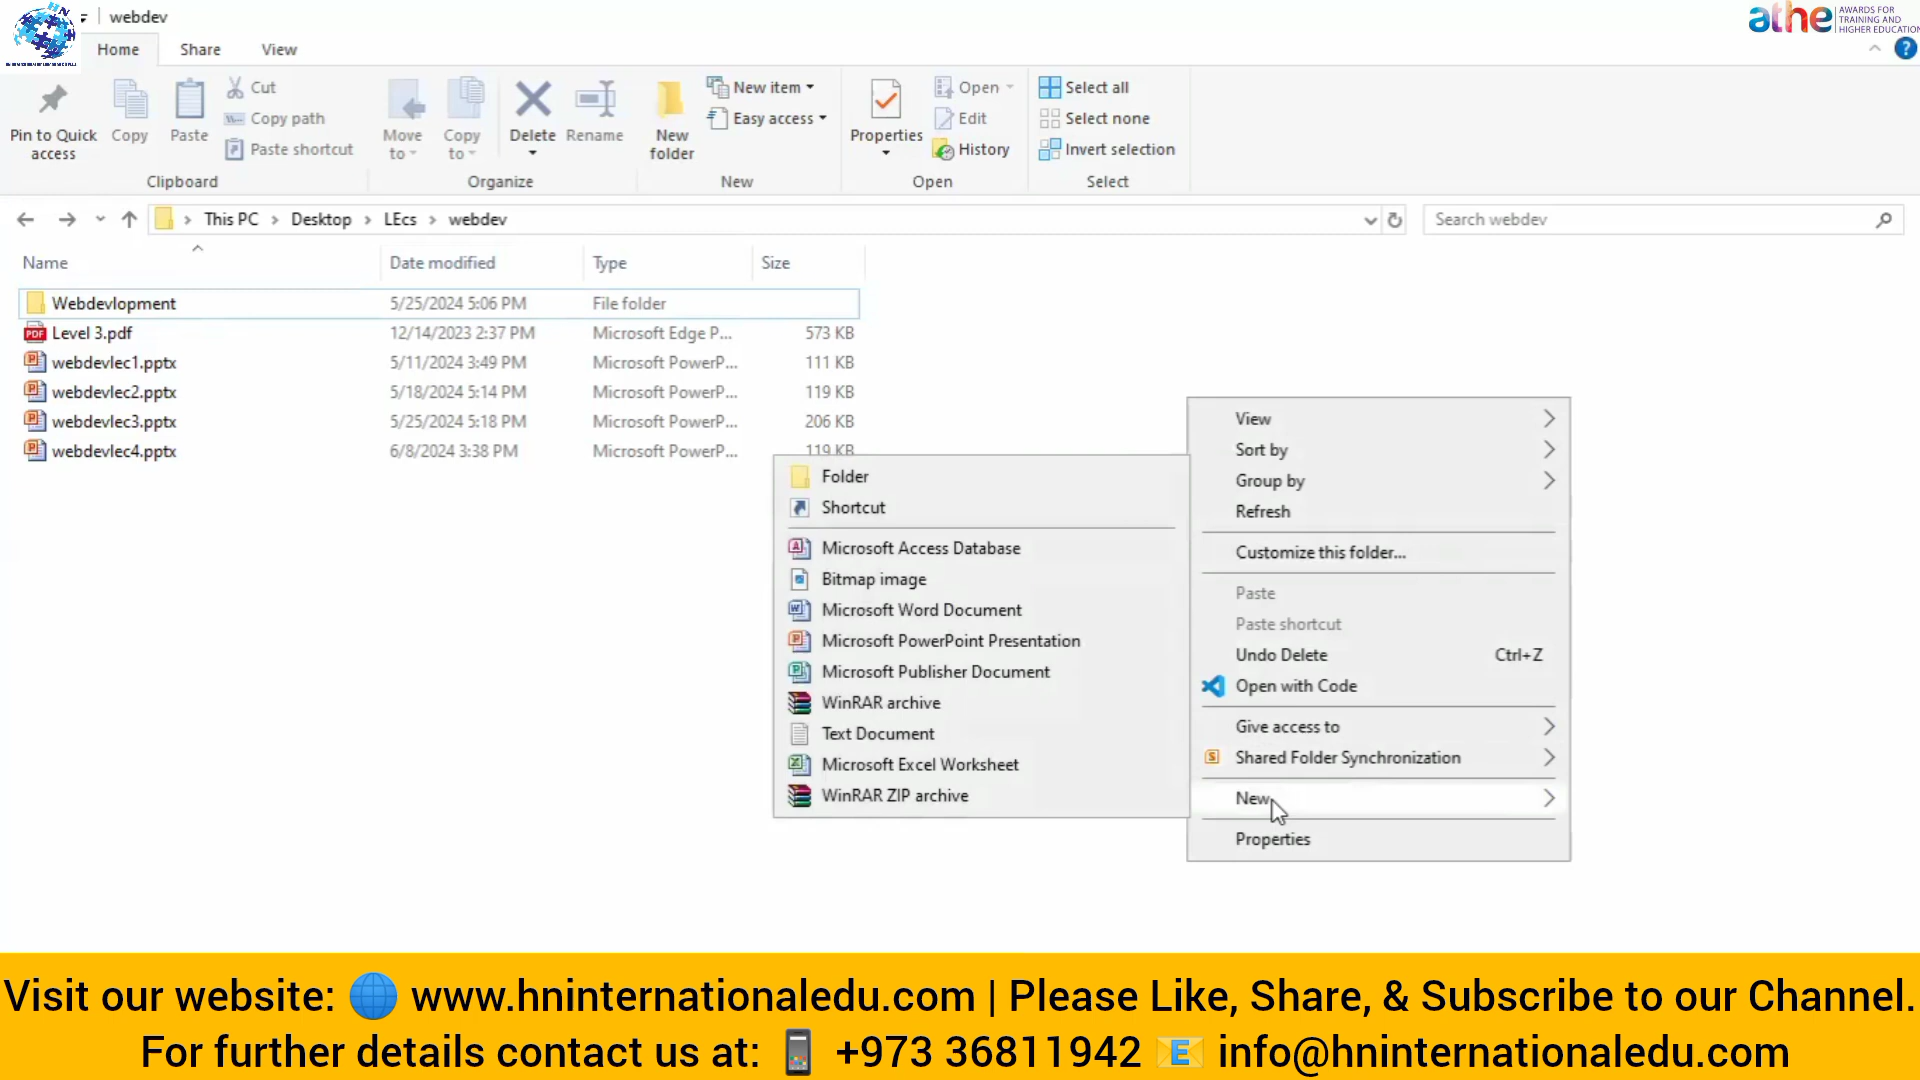 webdev
athe AWARDS FOR
TRAINING AND
HIGHER EDUCATION
Home Share View
Pin to Quick
access
Copy
Paste
Cut
Copy path
Paste shortcut
Clipboard
Move
to
Copy
to
Delete
Rename
Organize
New
folder
New item
Easy access
New
Properties
Open
Edit
History
Open
Select all
Select none
Invert selection
Select
This PC > Desktop > LEcs > webdev
Search webdev
Name Date modified Type Size
Webdevlopment 5/25/2024 5:06 PM File folder
PDF Level 3.pdf 12/14/2023 2:37 PM Microsoft Edge P... 573 KB
webdevlec1.pptx 5/11/2024 3:49 PM Microsoft PowerP... 111 KB
webdevlec2.pptx 5/18/2024 5:14 PM Microsoft PowerP... 119 KB
webdevlec3.pptx 5/25/2024 5:18 PM Microsoft PowerP... 206 KB
webdevlec4.pptx 6/8/2024 3:38 PM Microsoft PowerP... 119 KB
Folder
Shortcut
Microsoft Access Database
Bitmap image
Microsoft Word Document
Microsoft PowerPoint Presentation
Microsoft Publisher Document
WinRAR archive
Text Document
Microsoft Excel Worksheet
WinRAR ZIP archive
View
Sort by
Group by
Refresh
Customize this folder...
Paste
Paste shortcut
Undo Delete Ctrl+Z
Open with Code
Give access to
Shared Folder Synchronization
New
Properties
Visit our website: 🌐 www.hninternationaledu.com | Please Like, Share, & Subscribe to our Channel.
For further details contact us at: 📱 +973 36811942 📧 info@hninternationaledu.com